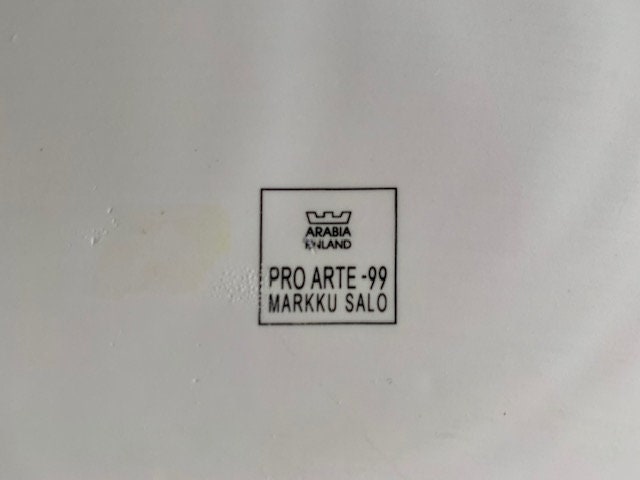 ARABIA
FINLAND
PRO ARTE -99
MARKKU SALO